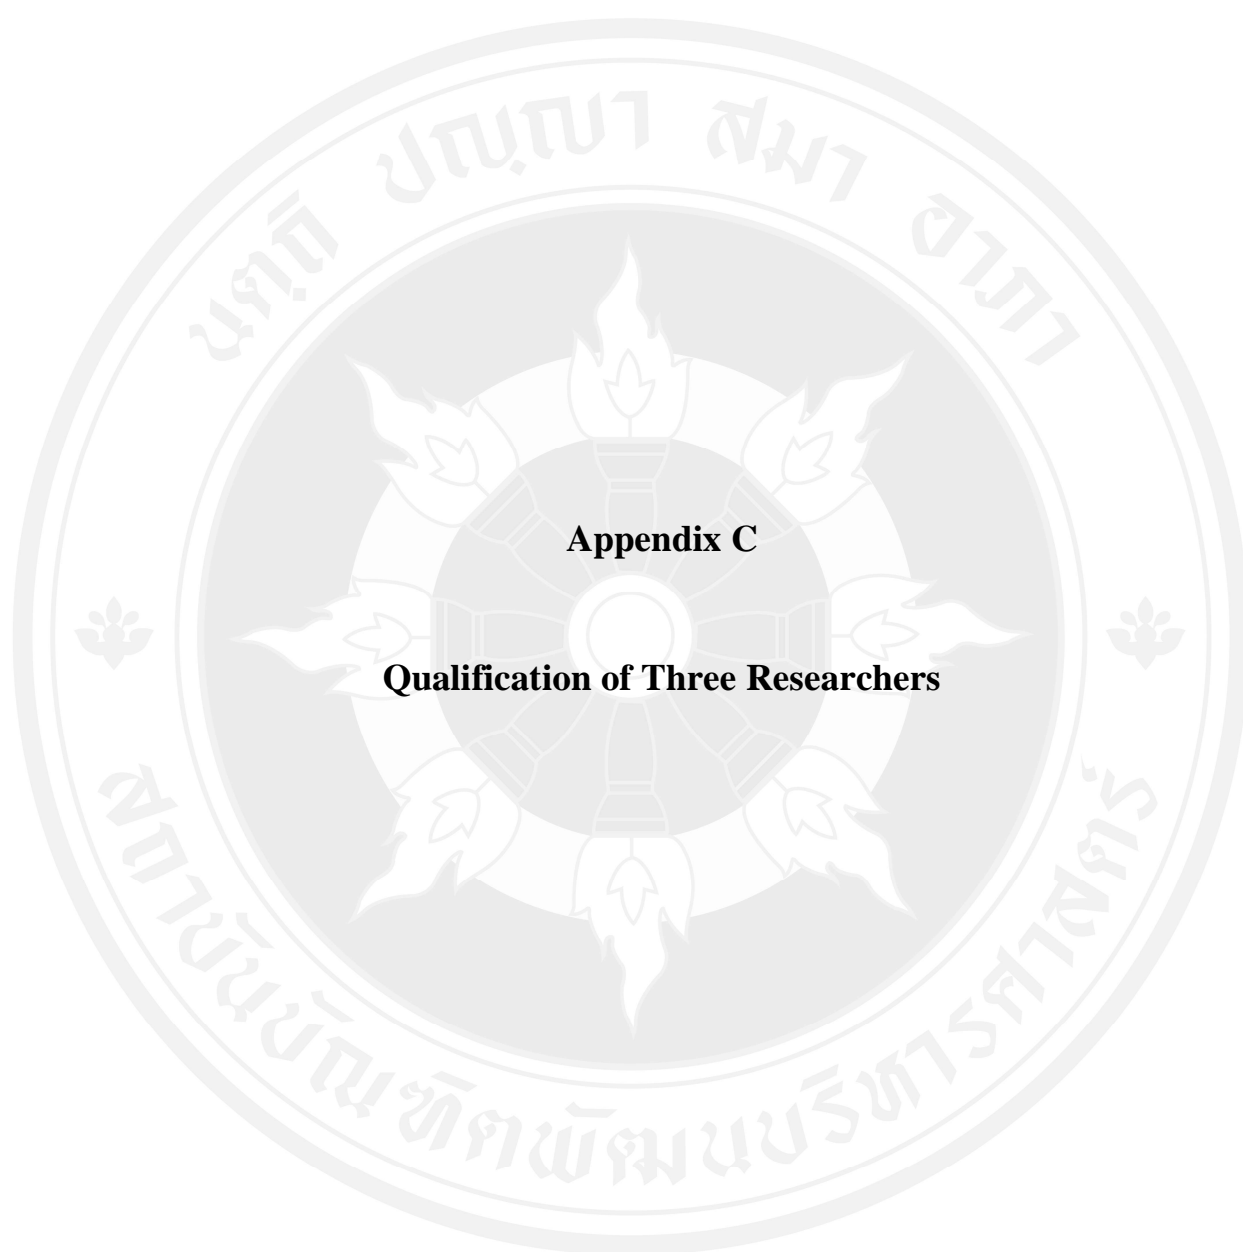 นตฺถิ ปญฺญา สมา อาภา
Appendix C
Qualification of Three Researchers
สถาบันบัณฑิตพัฒนบริหารศาสตร์